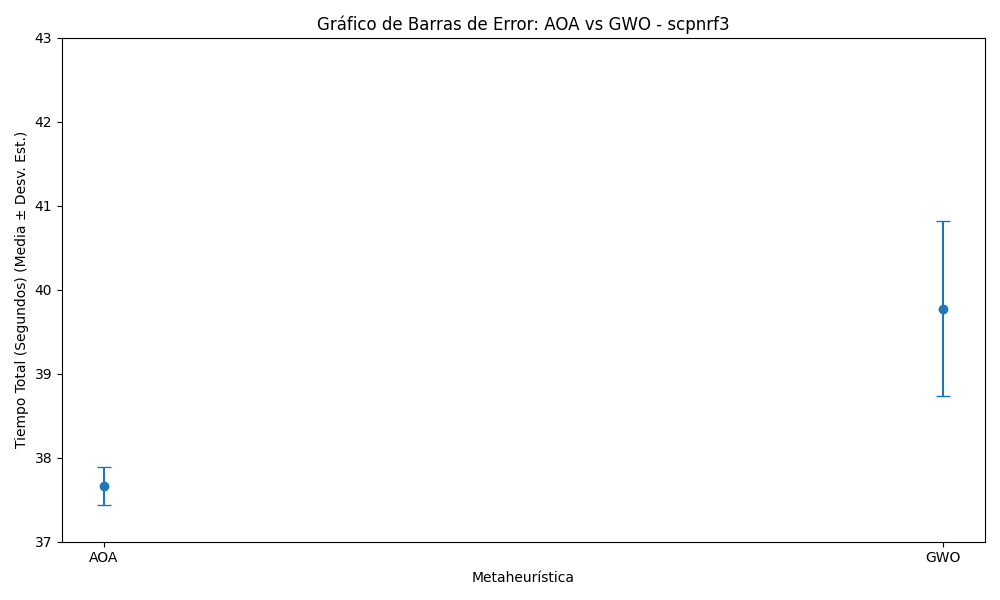 Gráfico de Barras de Error: AOA vs GWO - scpnrf3
Tiempo Total (Segundos) (Media ± Desv. Est.)
43
42
41
40
39
38
37
AOA
GWO
Metaheurística